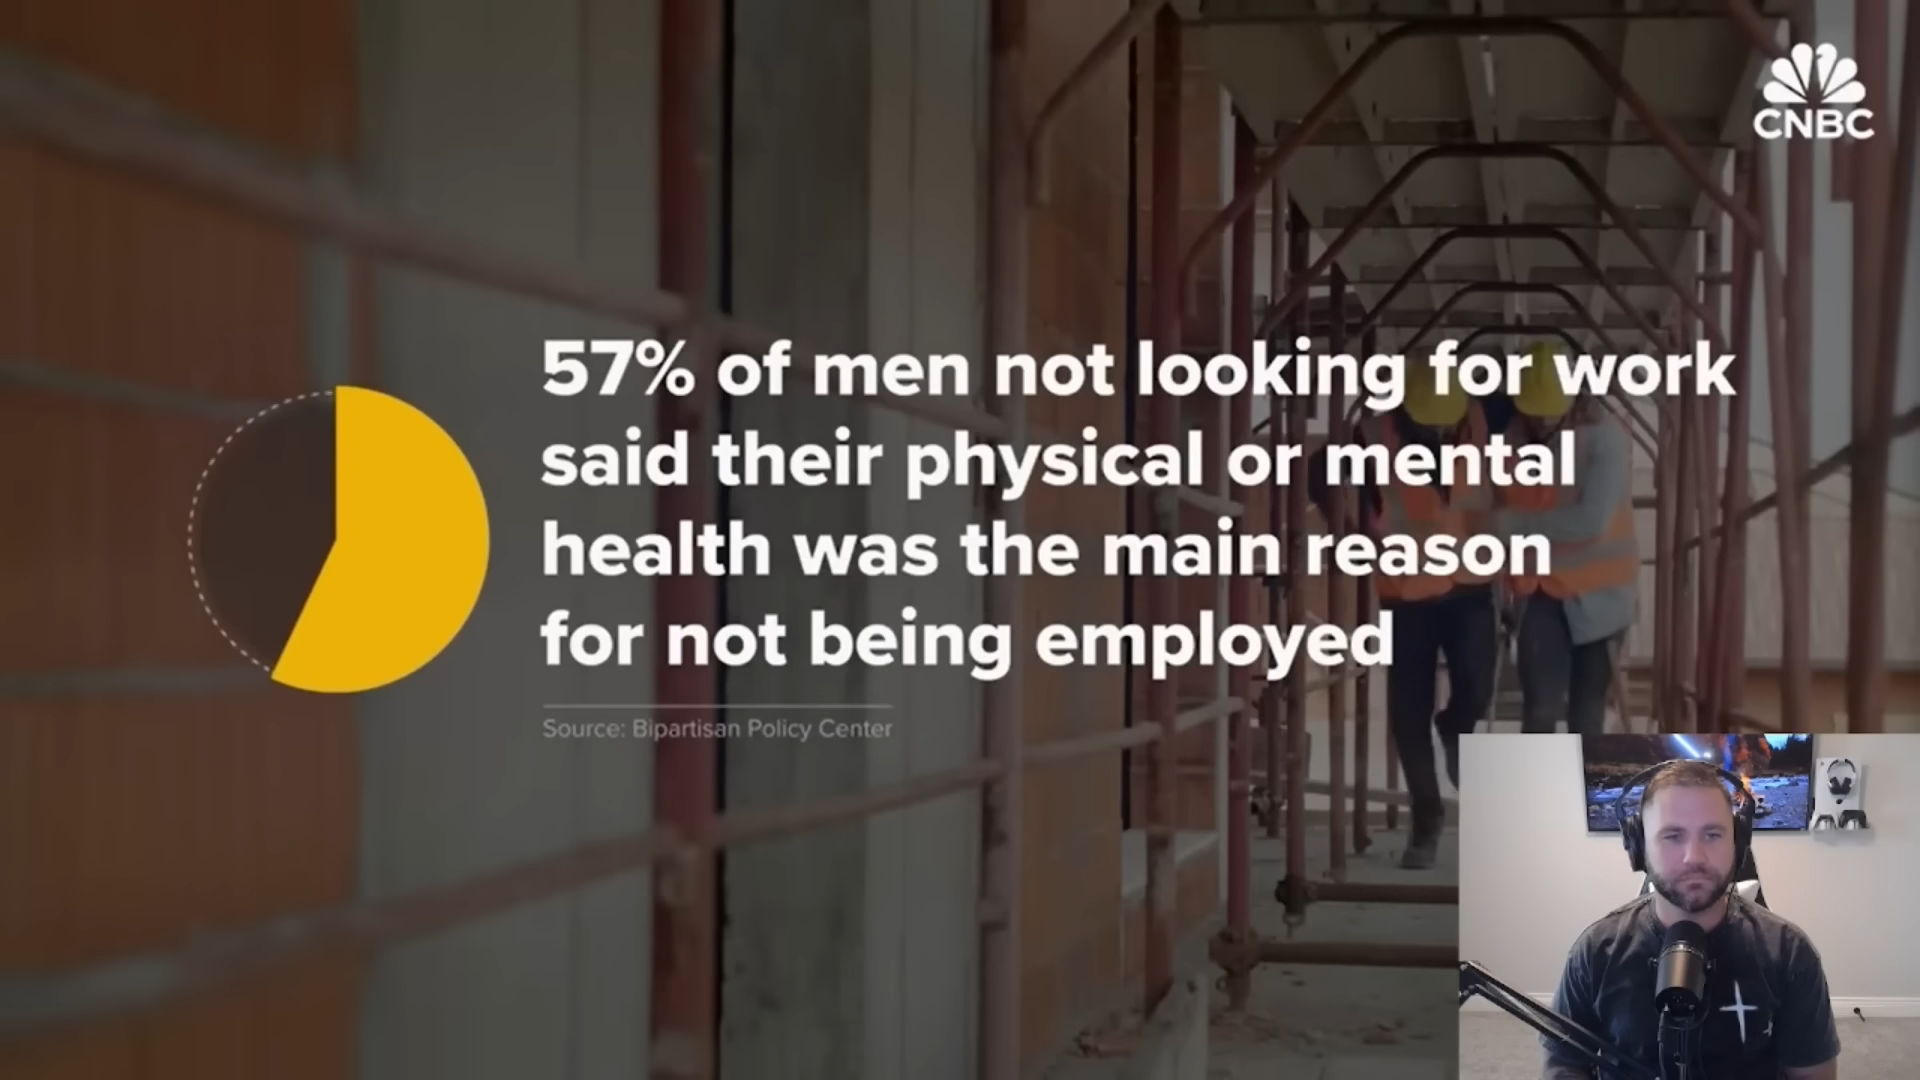 CNBC
57% of men not looking for work
said their physical or mental
health was the main reason
for not being employed
Source: Bipartisan Policy Center